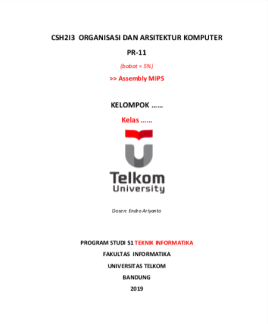 CSH2I3 ORGANISASI DAN ARSITEKTUR KOMPUTER
PR-11
(bobot = 5%)
>> Assembly MIPS
KELOMPOK ......
Kelas ......
Telkom
University
Dosen: Endro Ariyanto
PROGRAM STUDI S1 TEKNIK INFORMATIKA
FAKULTAS INFORMATIKA
UNIVERSITAS TELKOM
BANDUNG
2019